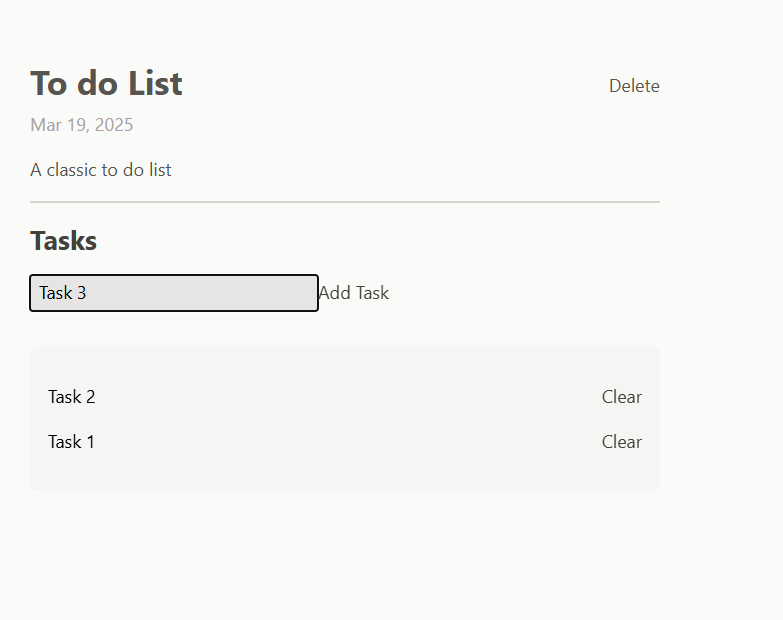 To do List Delete
Mar 19, 2025
A classic to do list
Tasks
Task 3 Add Task
Task 2 Clear
Task 1 Clear